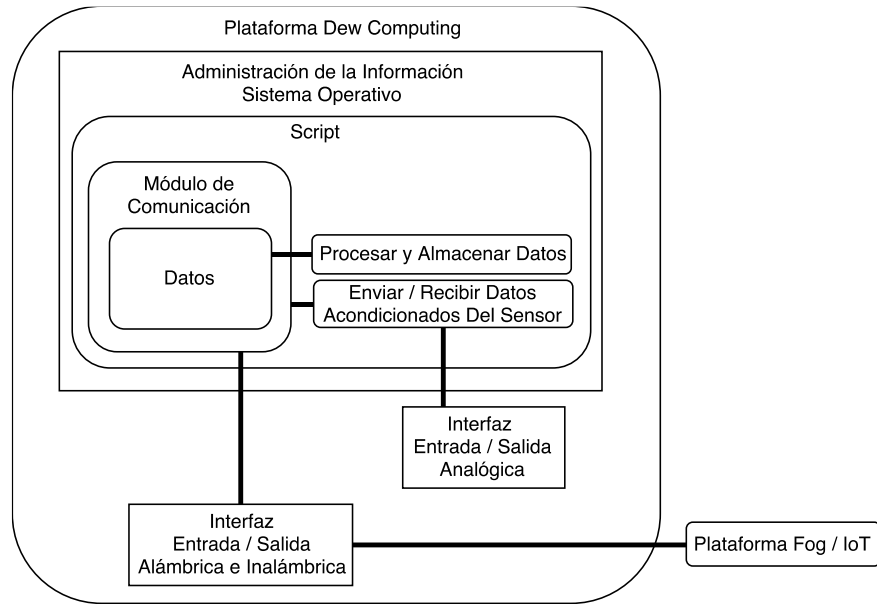 Plataforma Dew Computing
Administración de la Información
Sistema Operativo
Script
Módulo de
Comunicación
Datos
Procesar y Almacenar Datos
Enviar / Recibir Datos
Acondicionados Del Sensor
Interfaz
Entrada / Salida
Analógica
Interfaz
Entrada / Salida
Alámbrica e Inalámbrica
Plataforma Fog / IoT